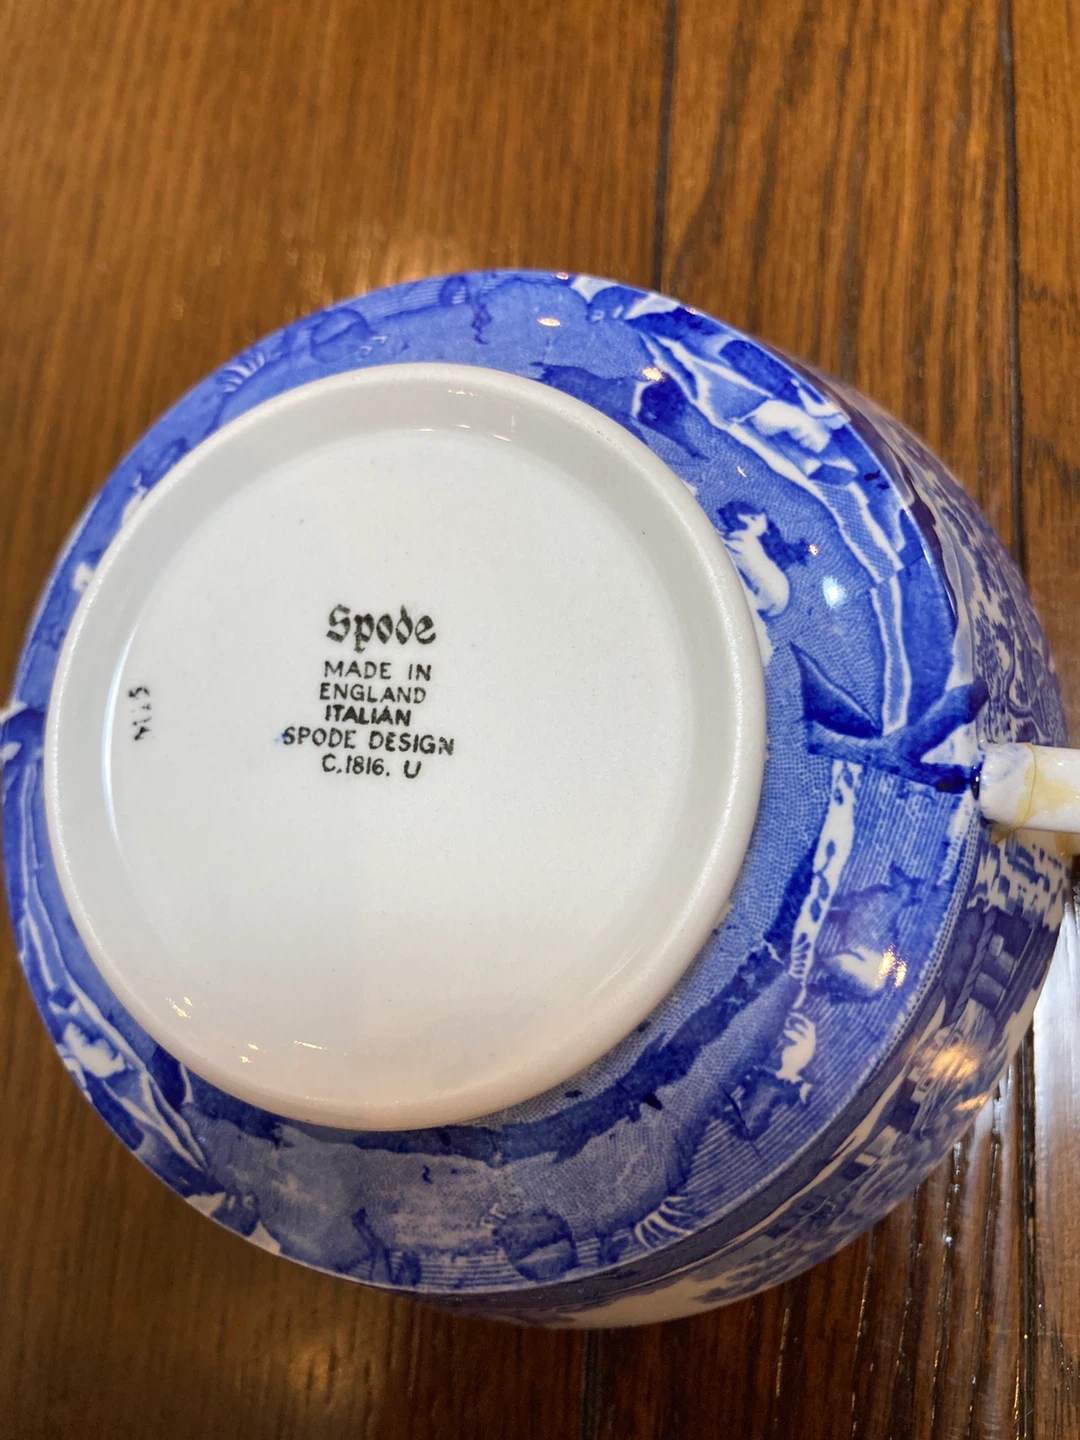 Spode
MADE IN
ENGLAND
ITALIAN
SPODE DESIGN
C.1816. U